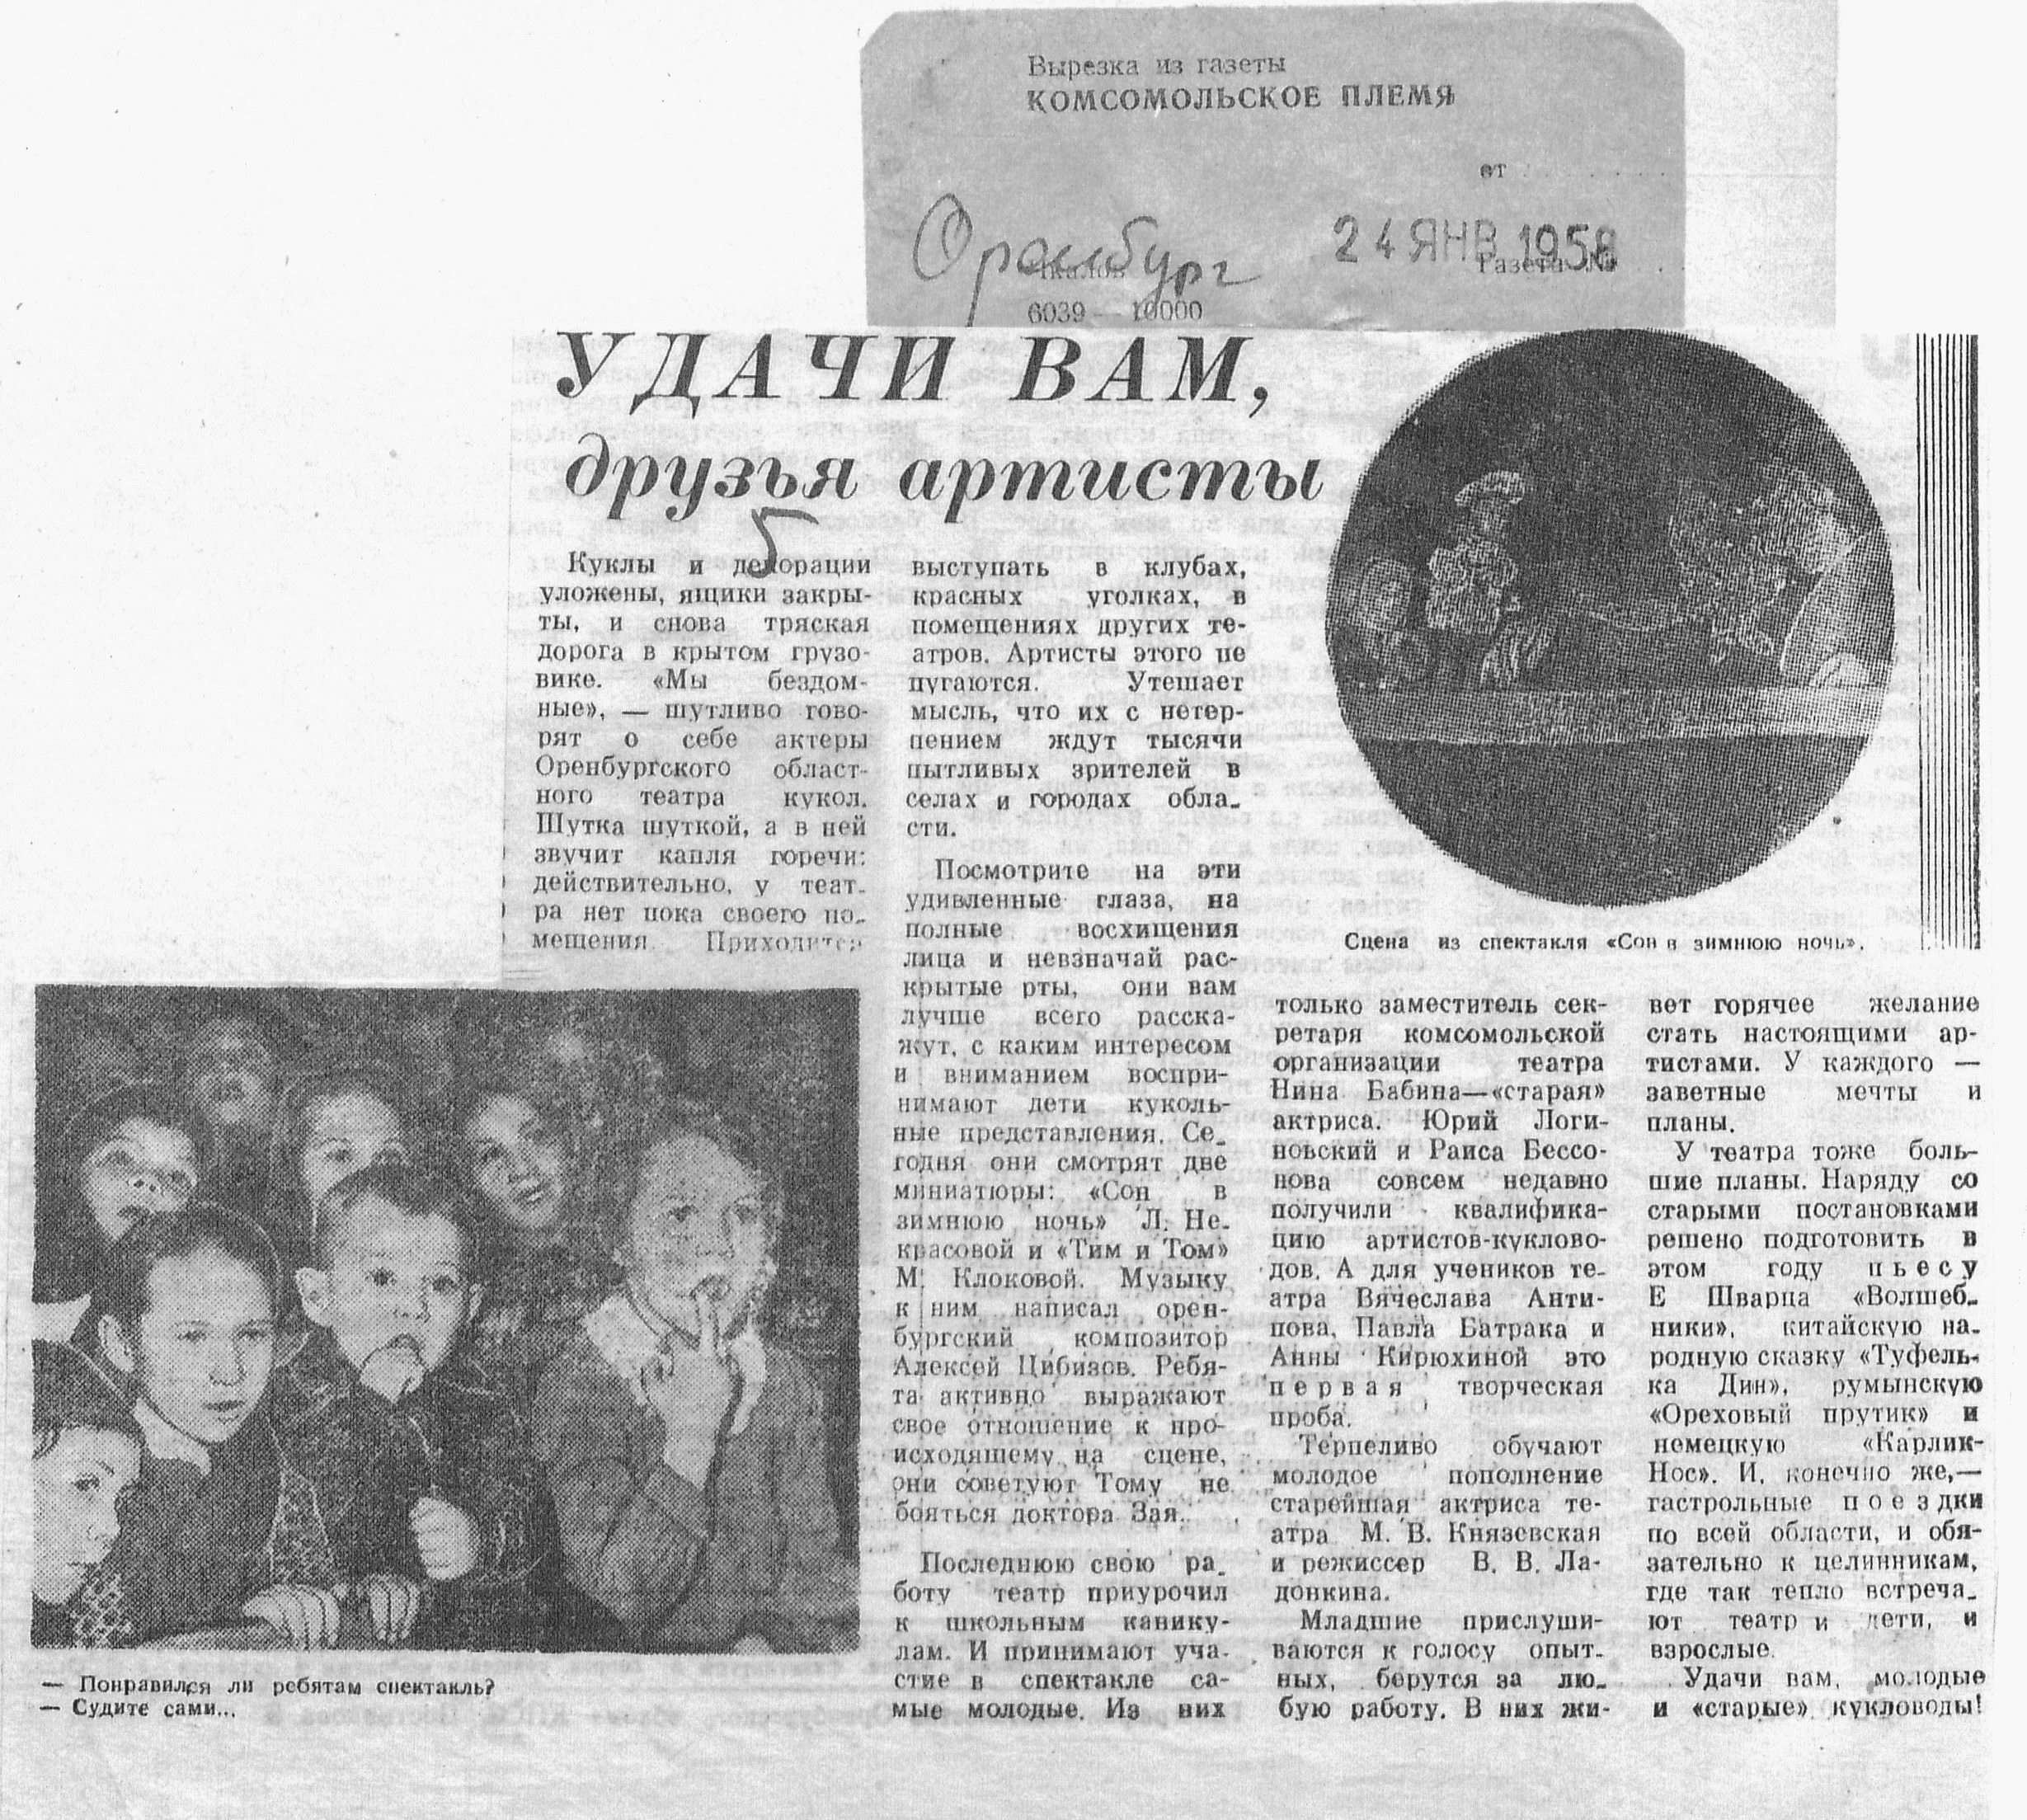 Вырезка из газеты
КОМСОМОЛЬСКОЕ ПЛЕМЯ
от
Оренбург
24 ЯНВ 1958
Газета №
6039 — 10000
УДАЧИ ВАМ,
друзья артисты
Куклы и декорации
уложены, ящики закры-
ты, и снова тряская
дорога в крытом грузо-
вике. «Мы бездом-
ные», — шутливо гово-
рят о себе актеры
Оренбургского област-
ного театра кукол.
Шутка шуткой, а в ней
звучит капля горечи:
действительно, у теат-
ра нет пока своего по-
мещения. Приходится
выступать в клубах,
красных уголках, в
помещениях других те-
атров. Артисты этого не
пугаются. Утешает
мысль, что их с нетер-
пением ждут тысячи
пытливых зрителей в
селах и городах обла-
сти.
Посмотрите на эти
удивленные глаза, на
полные восхищения
лица и невзначай рас-
крытые рты, они вам
лучше всего расска-
жут, с каким интересом
и вниманием воспри-
нимают дети куколь-
ные представления. Се-
годня они смотрят две
миниатюры: «Сон в
зимнюю ночь» Л. Не-
красовой и «Тим и Том»
М. Клоковой. Музыку
к ним написал орен-
бургский композитор
Алексей Цибизов. Ребя-
та активно выражают
свое отношение к про-
исходящему на сцене,
они советуют Тому не
бояться доктора Зая.
Последнюю свою ра-
боту театр приурочил
к школьным канику-
лам. И принимают уча-
стие в спектакле са-
мые молодые. Из них
Сцена из спектакля «Сон в зимнюю ночь».
только заместитель сек-
ретаря комсомольской
организации театра
Нина Бабина—«старая»
актриса. Юрий Логи-
новский и Раиса Бессо-
нова совсем недавно
получили квалифика-
цию артистов-куклово-
дов. А для учеников те-
атра Вячеслава Анти-
пова, Павла Батрака и
Анны Кирюхиной это
первая творческая
проба.
Терпеливо обучают
молодое пополнение
старейшая актриса те-
атра М. В. Князевская
и режиссер В. В. Ла-
донкина.
Младшие прислуши-
ваются к голосу опыт-
ных, берутся за лю-
бую работу. В них жи-
вет горячее желание
стать настоящими ар-
тистами. У каждого —
заветные мечты и
планы.
У театра тоже боль-
шие планы. Наряду со
старыми постановками
решено подготовить в
этом году пьесу
Е Шварца «Волшеб-
ники», китайскую на-
родную сказку «Туфель-
ка Дин», румынскую
«Ореховый прутик» и
немецкую «Карлик-
Нос». И, конечно же,—
гастрольные поездки
по всей области, и обя-
зательно к целинникам,
где так тепло встреча-
ют театр и дети, и
взрослые.
Удачи вам, молодые
и «старые» кукловоды!
— Понравился ли ребятам спектакль?
— Судите сами...